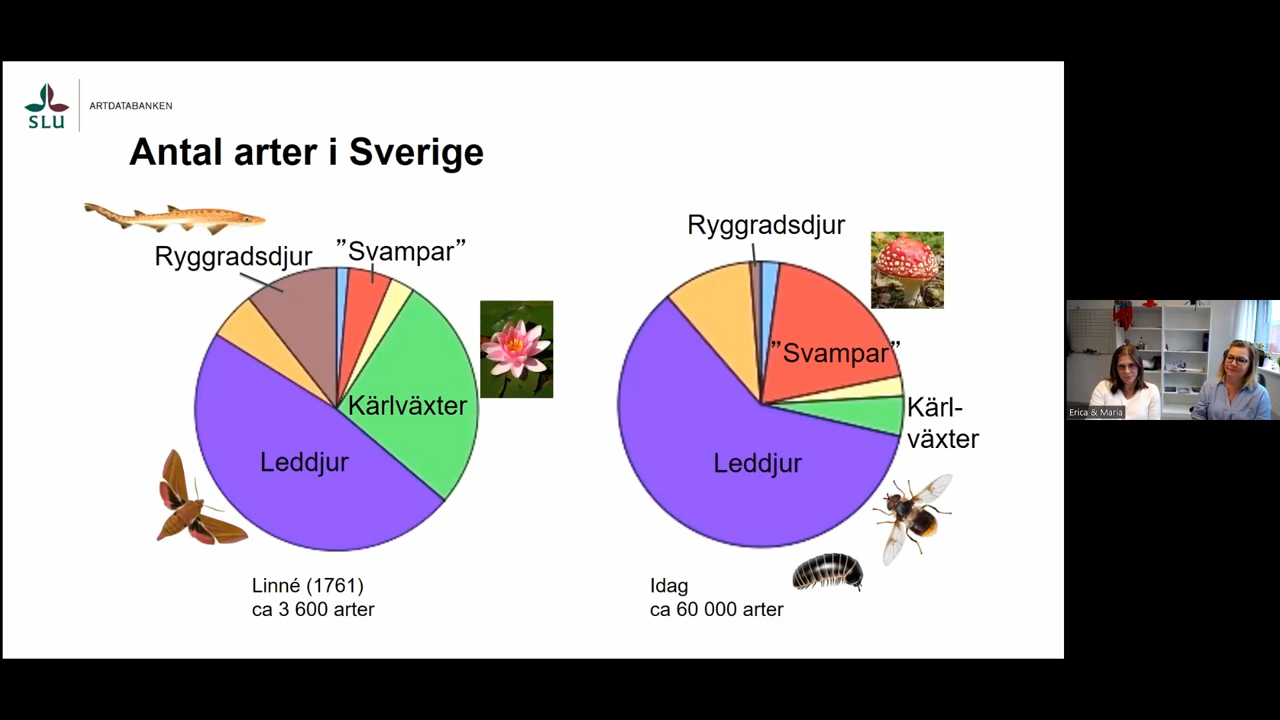 SLU
ARTDATABANKEN
Antal arter i Sverige
Ryggradsdjur
”Svampar”
Kärlväxter
Leddjur
Linné (1761)
ca 3 600 arter
Ryggradsdjur
”Svampar”
Kärl-
växter
Leddjur
Idag
ca 60 000 arter
Erica & Maria